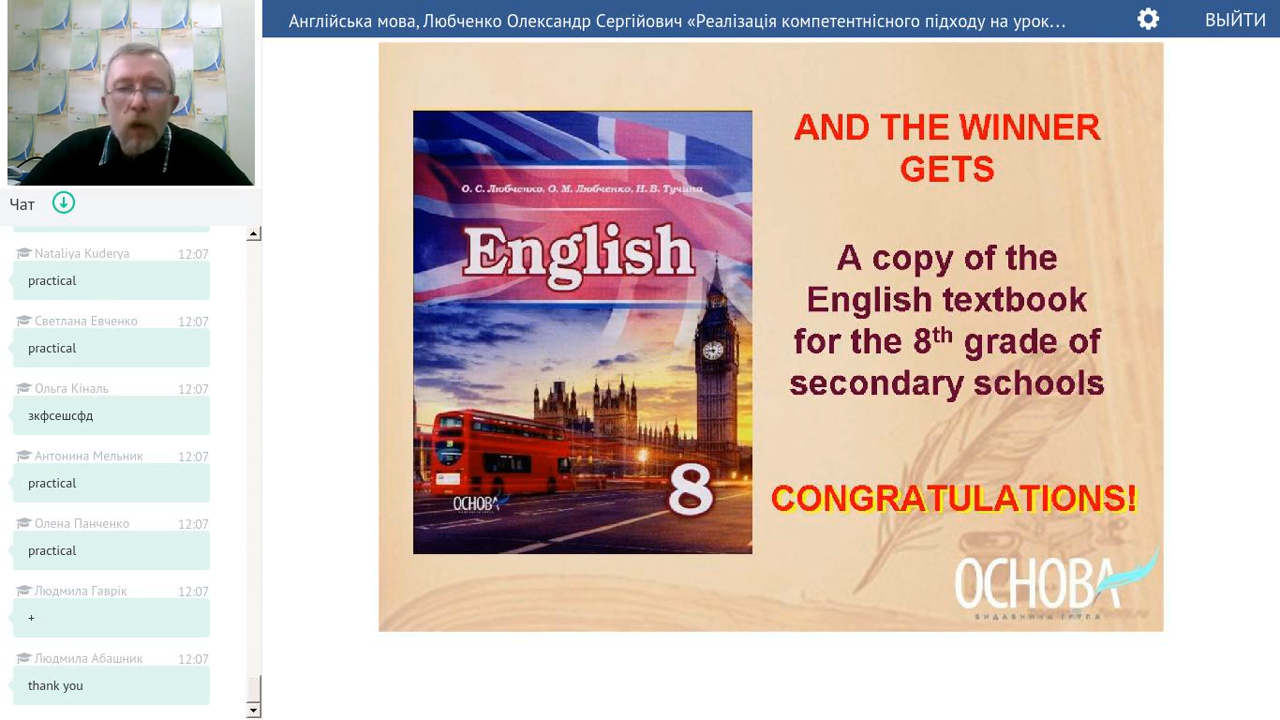 Англійська мова, Любченко Олександр Сергійович «Реалізація компетентнісного підходу на урок...
ВЫЙТИ
Чат
Nataliya Kuderya 12:07
practical
Светлана Евченко 12:07
practical
Ольга Кіналь 12:07
зкфсешсфд
Антонина Мельник 12:07
practical
Олена Панченко 12:07
practical
Людмила Гаврік 12:07
+
Людмила Абашник 12:07
thank you
О. С. Любченко, О. М. Любченко, Н. В. Тучина
English
8
ОСНОВА
AND THE WINNER
GETS
A copy of the
English textbook
for the 8th grade of
secondary schools
CONGRATULATIONS!
ОСНОВА
ВИДАВНИЧА ГРУПА